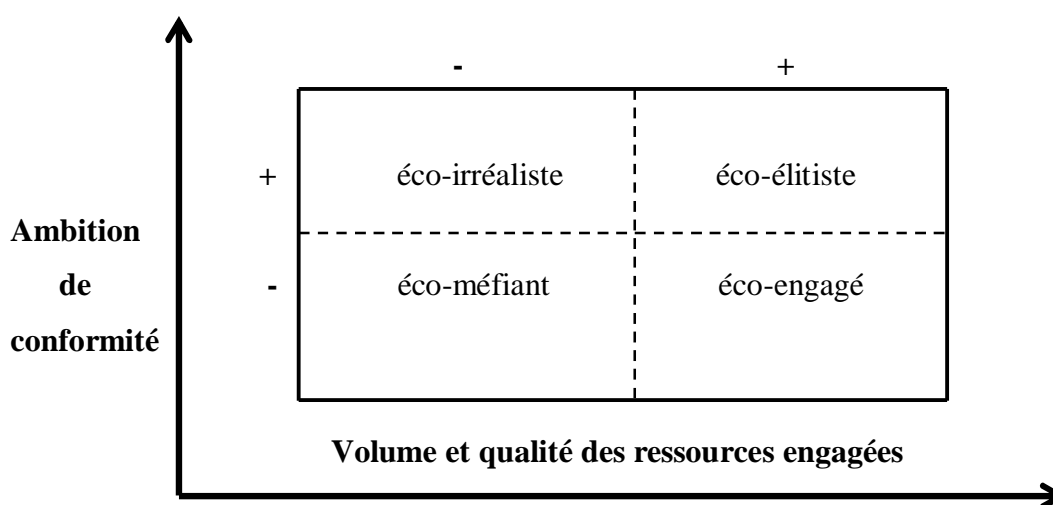 - +
+ éco-irréaliste éco-élitiste
Ambition
de
conformité
- éco-méfiant éco-engagé
Volume et qualité des ressources engagées